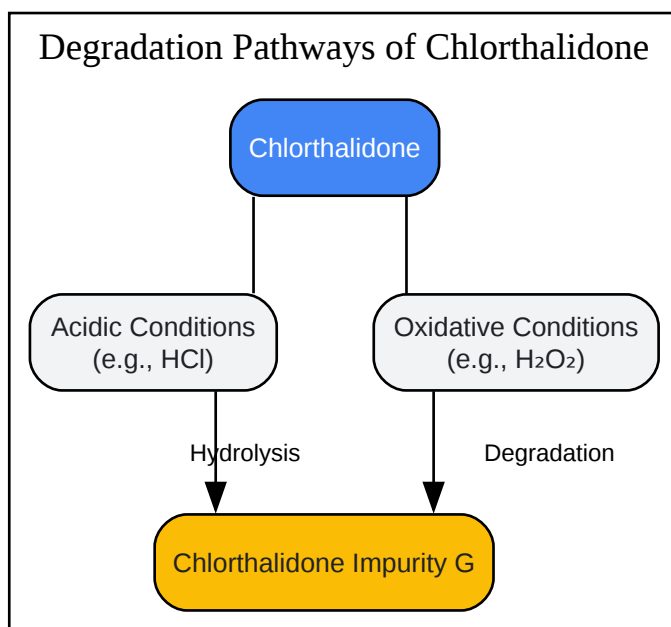 Degradation Pathways of Chlorthalidone
Chlorthalidone
Acidic Conditions
(e.g., HCl)
Oxidative Conditions
(e.g., H₂O₂)
Hydrolysis
Degradation
Chlorthalidone Impurity G